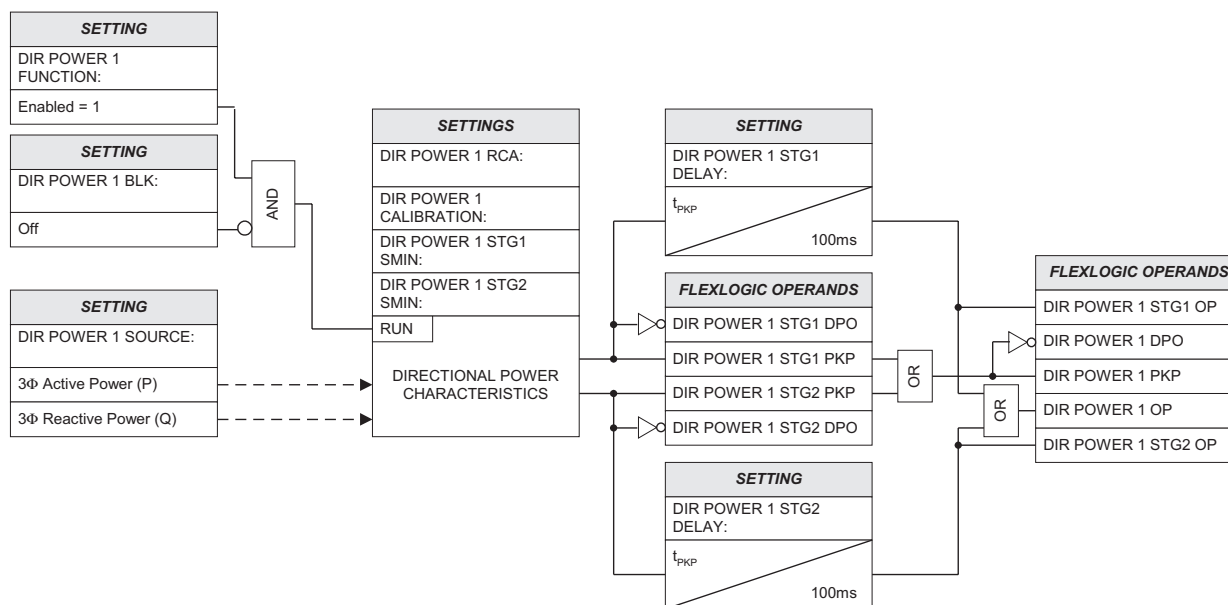 SETTING
DIR POWER 1
FUNCTION:
Enabled = 1
SETTING
DIR POWER 1 BLK:
Off
AND
SETTING
DIR POWER 1 SOURCE:
3Φ Active Power (P)
3Φ Reactive Power (Q)
SETTINGS
DIR POWER 1 RCA:
DIR POWER 1
CALIBRATION:
DIR POWER 1 STG1
SMIN:
DIR POWER 1 STG2
SMIN:
RUN
DIRECTIONAL POWER
CHARACTERISTICS
SETTING
DIR POWER 1 STG1
DELAY:
tPKP
100ms
FLEXLOGIC OPERANDS
DIR POWER 1 STG1 DPO
DIR POWER 1 STG1 PKP
DIR POWER 1 STG2 PKP
DIR POWER 1 STG2 DPO
SETTING
DIR POWER 1 STG2
DELAY:
tPKP
100ms
OR
OR
FLEXLOGIC OPERANDS
DIR POWER 1 STG1 OP
DIR POWER 1 DPO
DIR POWER 1 PKP
DIR POWER 1 OP
DIR POWER 1 STG2 OP